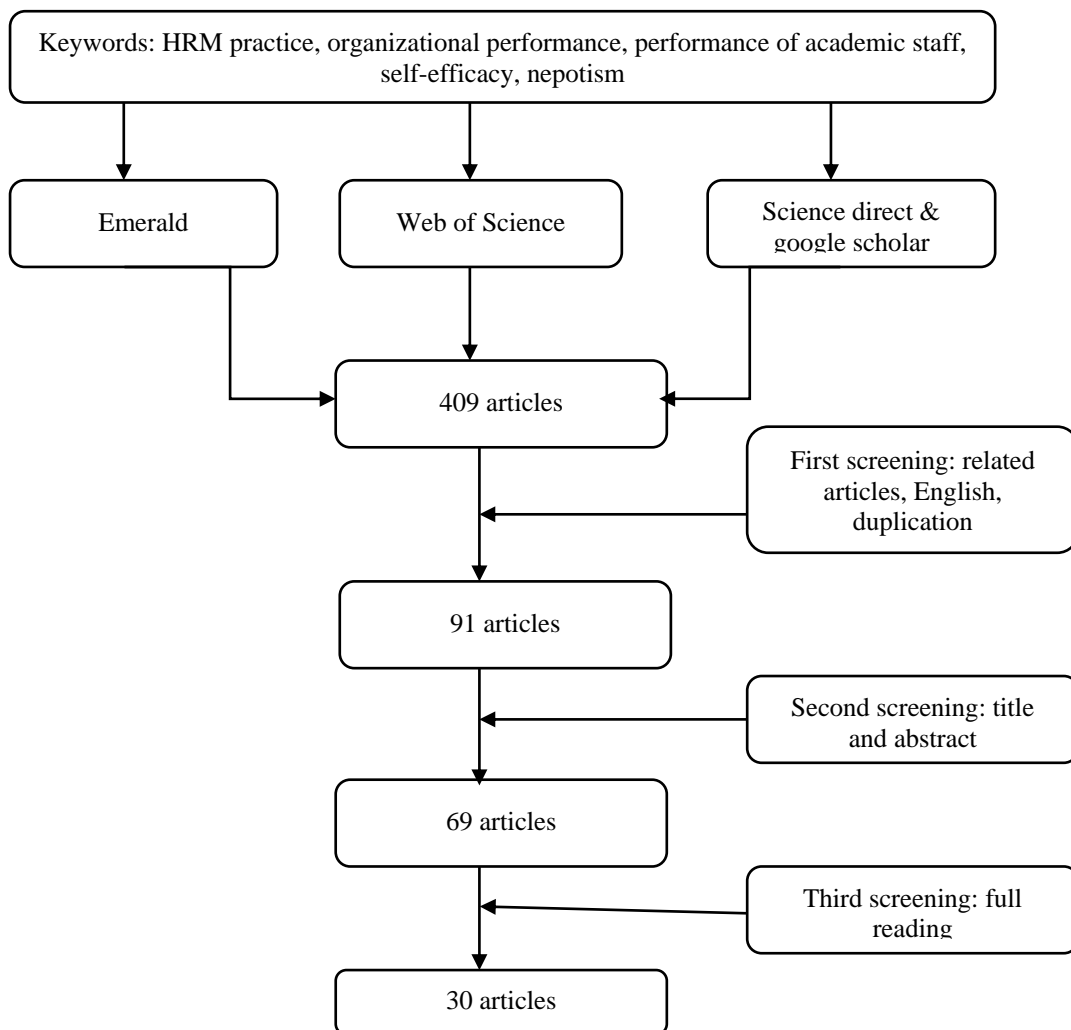 Keywords: HRM practice, organizational performance, performance of academic staff,
self-efficacy, nepotism
Emerald
Web of Science
Science direct &
google scholar
409 articles
First screening: related
articles, English,
duplication
91 articles
Second screening: title
and abstract
69 articles
Third screening: full
reading
30 articles